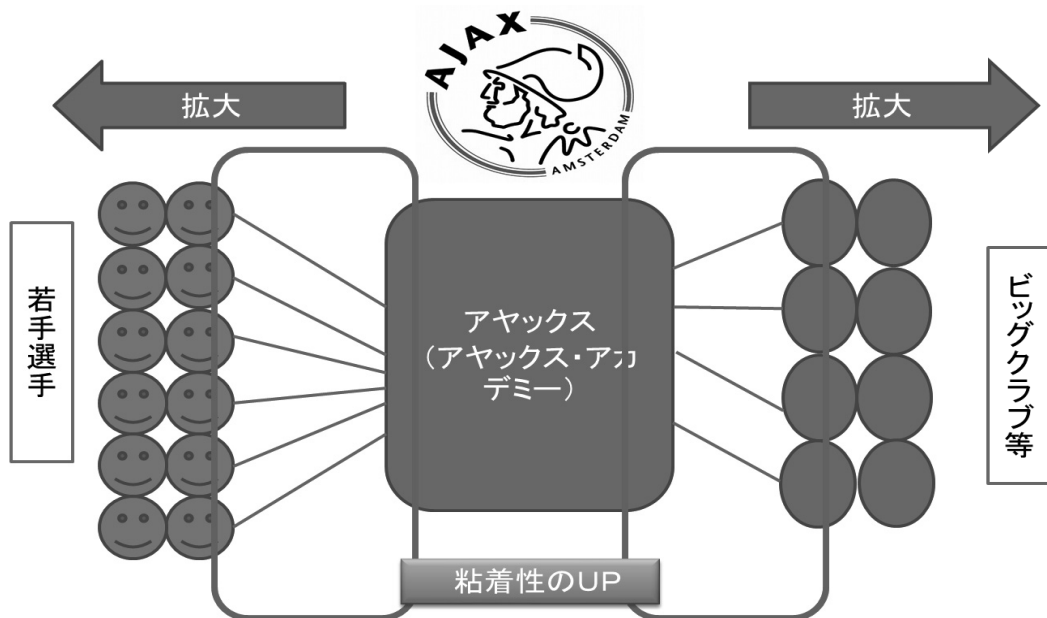 AJAX
AMSTERDAM
拡大
拡大
若手選手
アヤックス
（アヤックス・アカ
デミー）
ビッグクラブ等
粘着性のUP